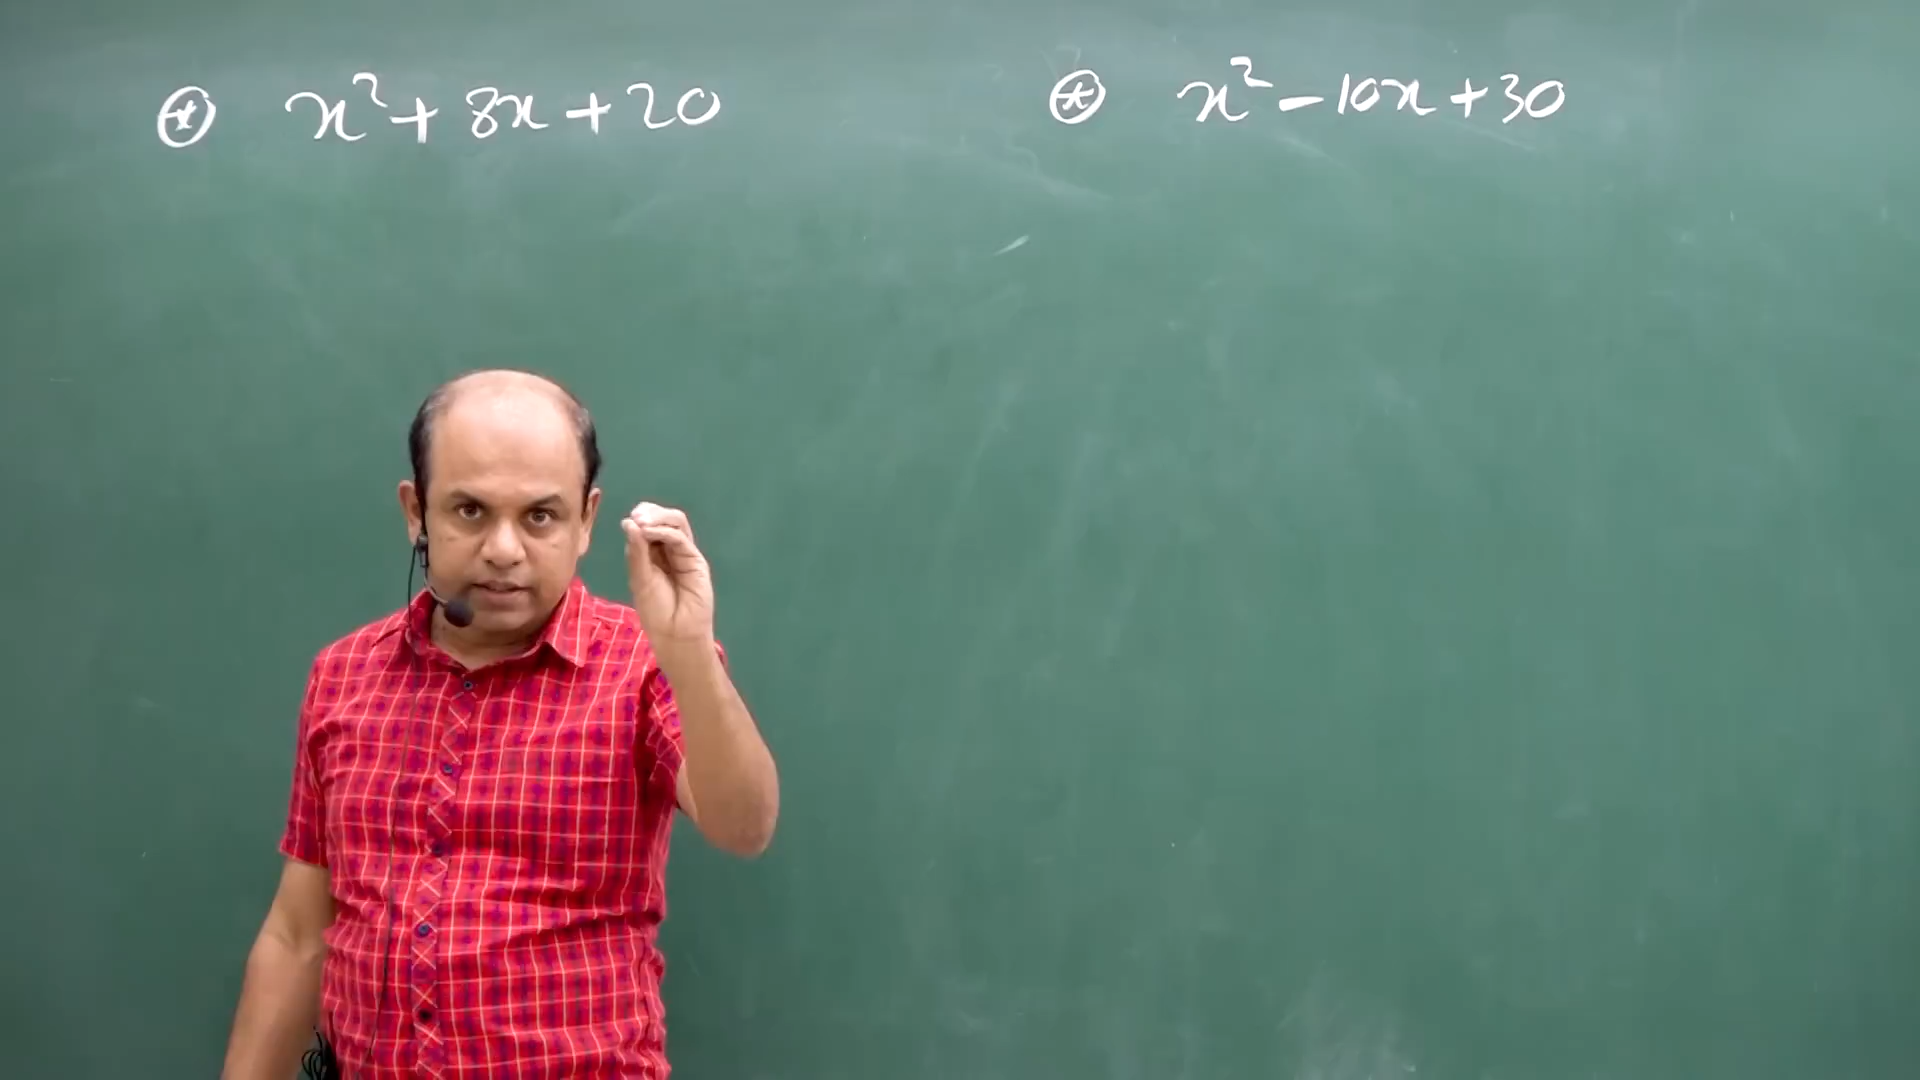 ⊛ x² + 8x + 20
⊛ x² - 10x + 30